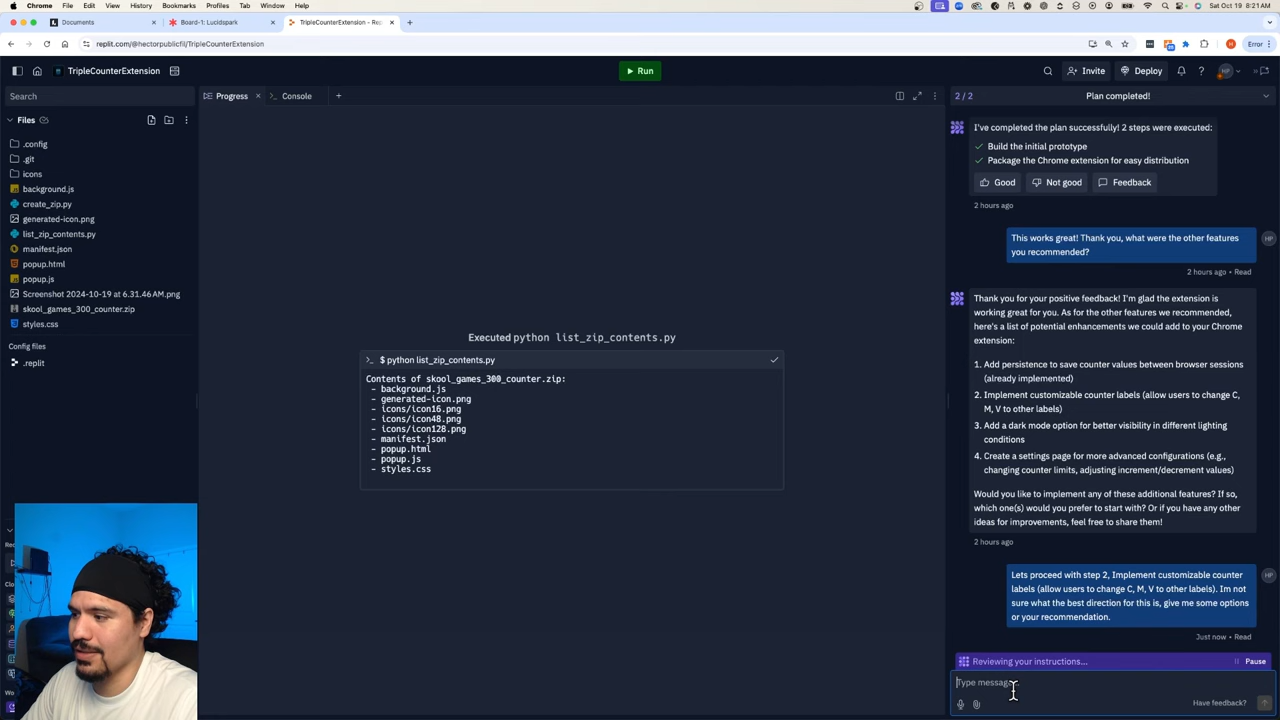 Chrome File Edit View History Bookmarks Profiles Tab Window Help
Sat Oct 19 8:21 AM
Documents
Board-1: Lucidspark
TripleCounterExtension - Rep
replit.com/@hectorpublicfil/TripleCounterExtension
Error
TripleCounterExtension
Run
Invite
Deploy
HP
Search
Progress
Console
2 / 2
Plan completed!
Files
.config
.git
icons
background.js
create_zip.py
generated-icon.png
list_zip_contents.py
manifest.json
popup.html
popup.js
Screenshot 2024-10-19 at 6.31.46 AM.png
skool_games_300_counter.zip
styles.css
Config files
.replit
Executed python list_zip_contents.py
$ python list_zip_contents.py
Contents of skool_games_300_counter.zip:
- background.js
- generated-icon.png
- icons/icon16.png
- icons/icon48.png
- icons/icon128.png
- manifest.json
- popup.html
- popup.js
- styles.css
I've completed the plan successfully! 2 steps were executed:
Build the initial prototype
Package the Chrome extension for easy distribution
Good
Not good
Feedback
2 hours ago
This works great! Thank you, what were the other features
you recommended?
HP
2 hours ago • Read
Thank you for your positive feedback! I'm glad the extension is
working great for you. As for the other features we recommended,
here's a list of potential enhancements we could add to your Chrome
extension:
1. Add persistence to save counter values between browser sessions
(already implemented)
2. Implement customizable counter labels (allow users to change C,
M, V to other labels)
3. Add a dark mode option for better visibility in different lighting
conditions
4. Create a settings page for more advanced configurations (e.g.,
changing counter limits, adjusting increment/decrement values)
Would you like to implement any of these additional features? If so,
which one(s) would you prefer to start with? Or if you have any other
ideas for improvements, feel free to share them!
2 hours ago
Lets proceed with step 2, Implement customizable counter
labels (allow users to change C, M, V to other labels). Im not
sure what the best direction for this is, give me some options
or your recommendation.
HP
Just now • Read
Reviewing your instructions...
Pause
Type message
Have feedback?